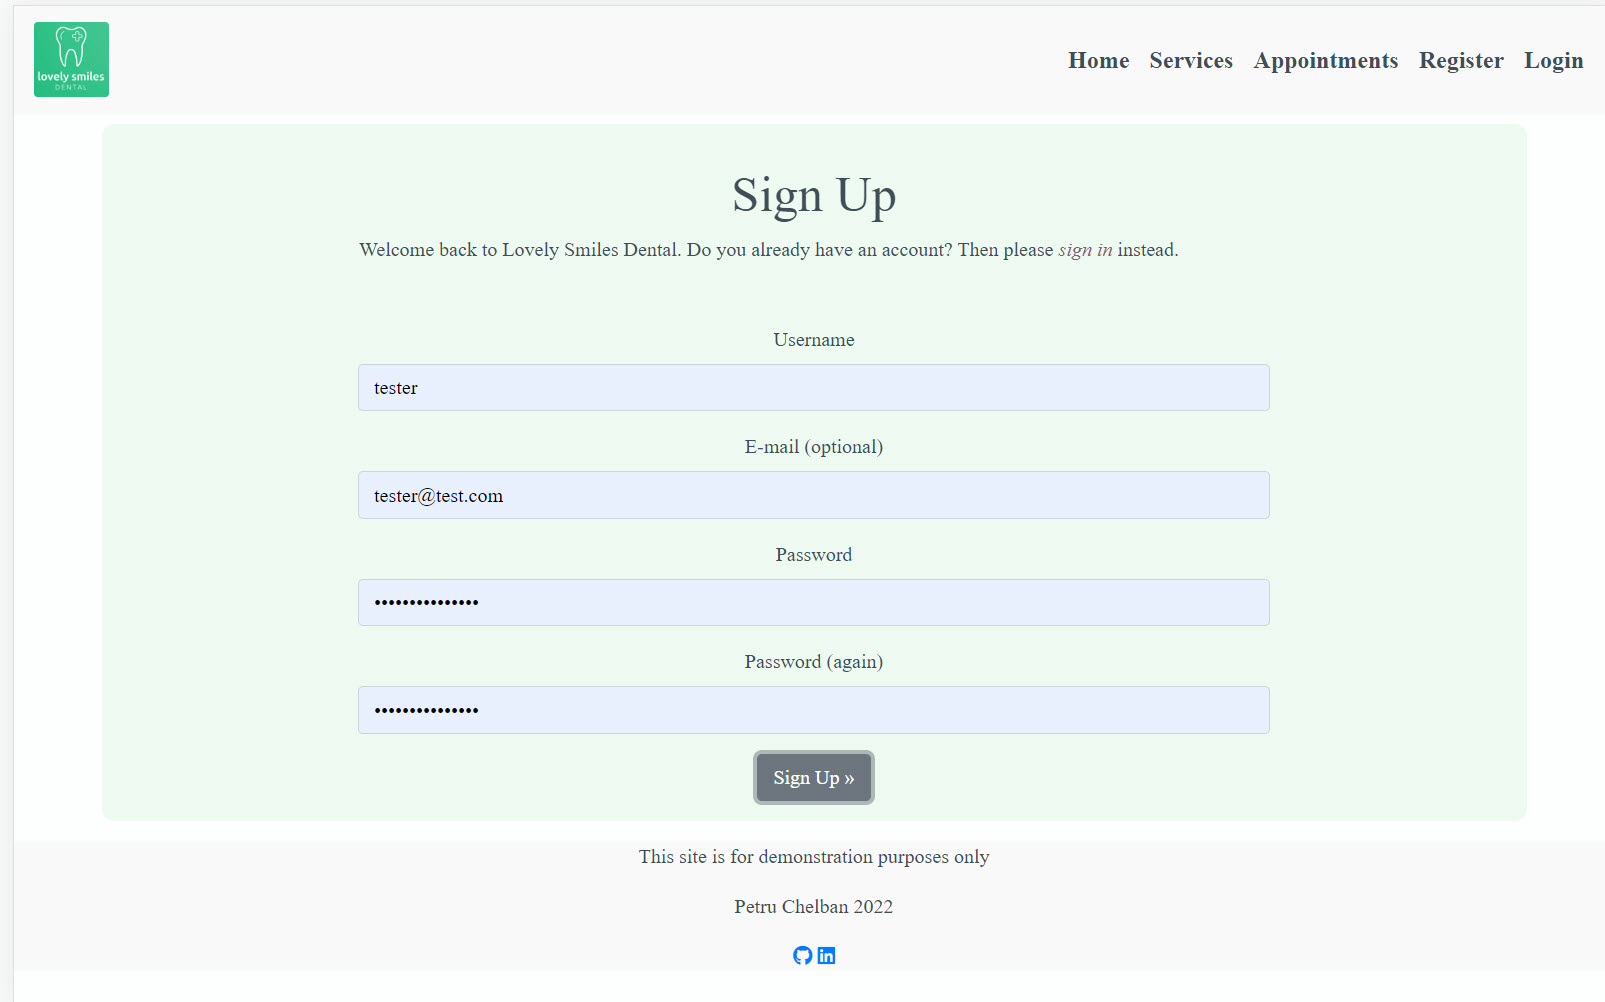 lovely smiles
DENTAL
Home Services Appointments Register Login
Sign Up
Welcome back to Lovely Smiles Dental. Do you already have an account? Then please sign in instead.
Username
tester
E-mail (optional)
tester@test.com
Password
•••••••••••••••
Password (again)
•••••••••••••••
Sign Up »
This site is for demonstration purposes only
Petru Chelban 2022
in